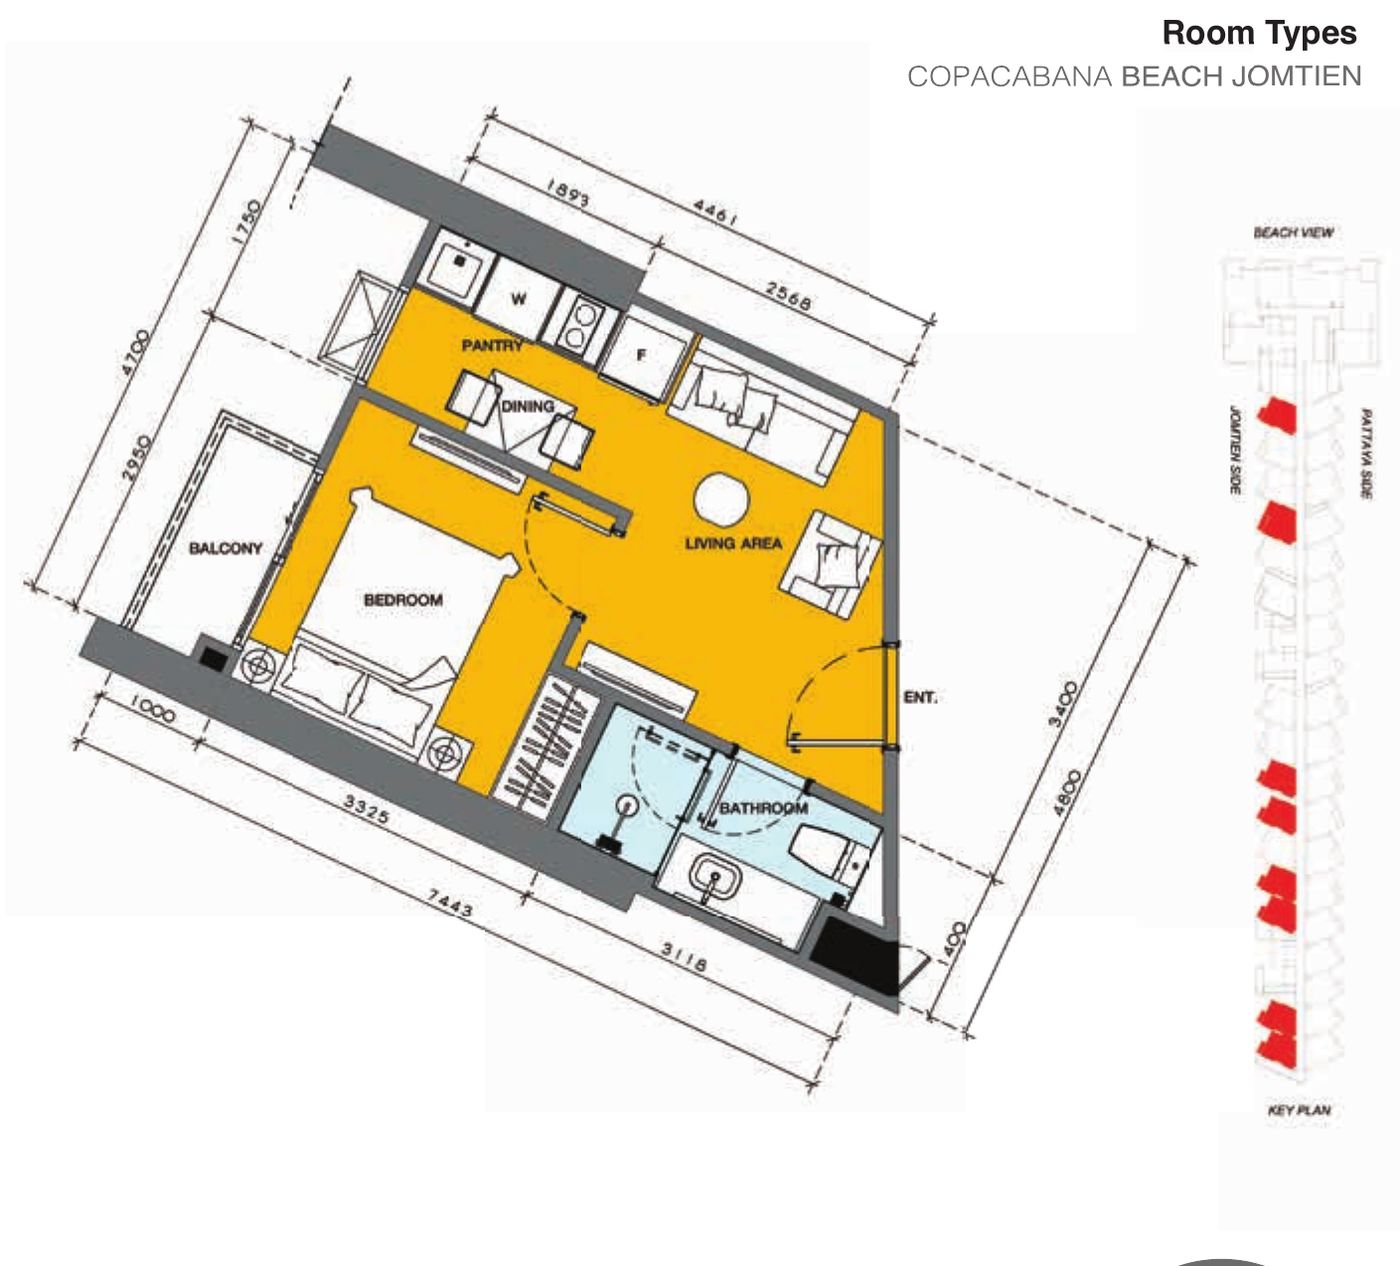 Room Types
COPACABANA BEACH JOMTIEN
1893
4461
2568
1750
4700
2950
W
F
PANTRY
DINING
LIVING AREA
BALCONY
BEDROOM
ENT.
BATHROOM
1000
3325
7443
3118
3400
4800
1400
BEACH VIEW
JOMTIEN SIDE
PATTAYA SIDE
KEY PLAN